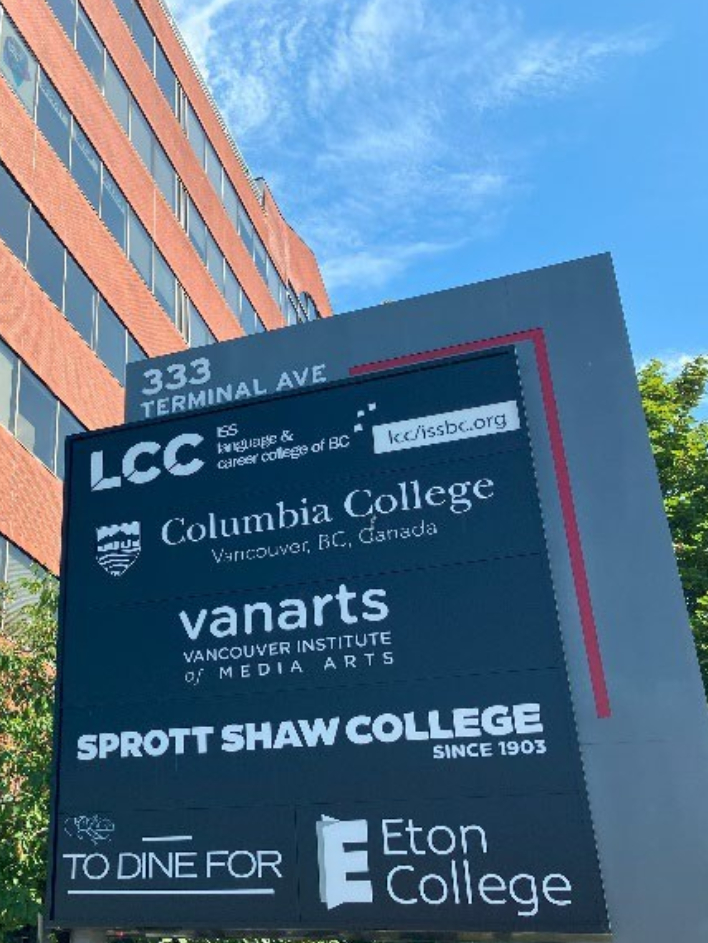 333
TERMINAL AVE
LCC
ISS
language &
career college of BC
lcc/issbc.org
Columbia College
Vancouver, BC, Canada
vanarts
VANCOUVER INSTITUTE
of MEDIA ARTS
SPROTT SHAW COLLEGE
SINCE 1903
TO DINE FOR
Eton
College